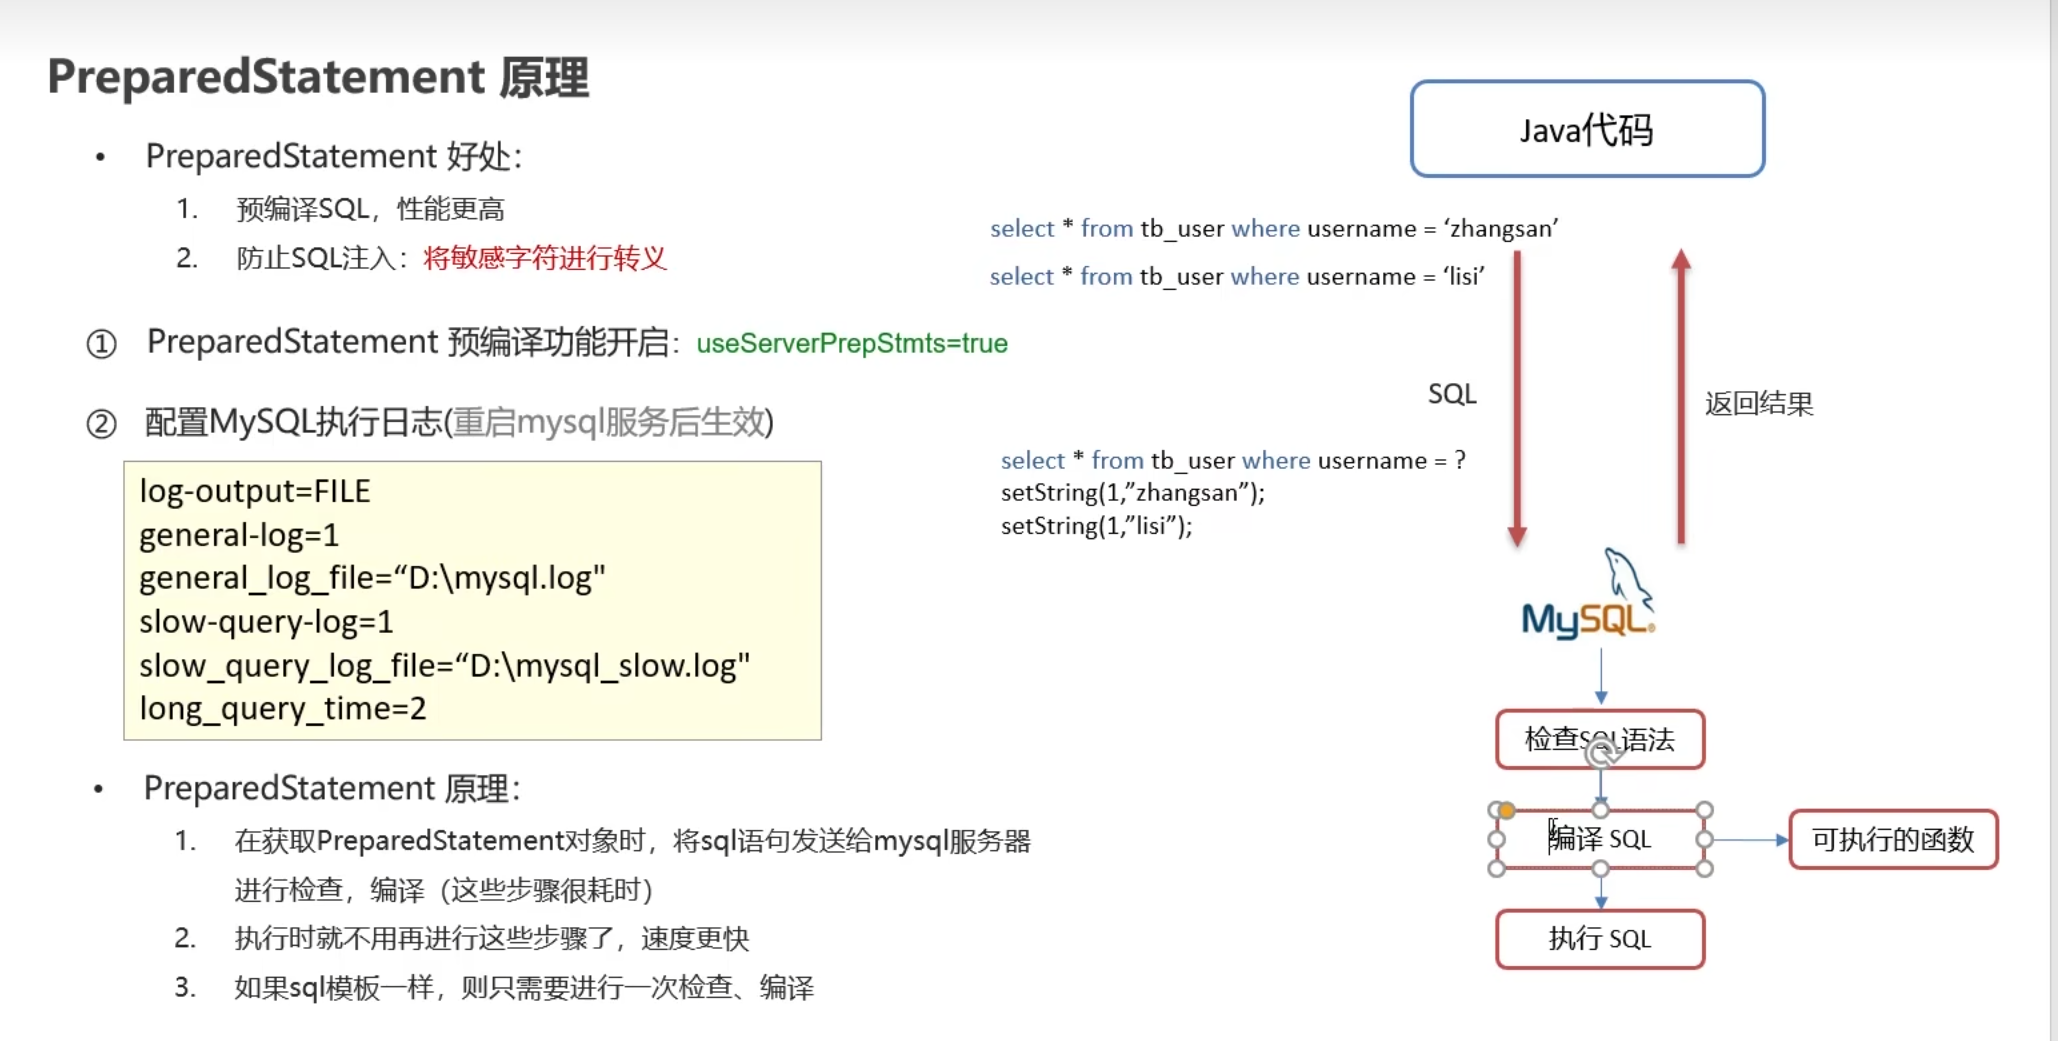 PreparedStatement 原理
• PreparedStatement 好处：
1. 预编译SQL，性能更高
2. 防止SQL注入：将敏感字符进行转义
① PreparedStatement 预编译功能开启：useServerPrepStmts=true
② 配置MySQL执行日志(重启mysql服务后生效)
log-output=FILE
general-log=1
general_log_file=“D:\mysql.log"
slow-query-log=1
slow_query_log_file=“D:\mysql_slow.log"
long_query_time=2
• PreparedStatement 原理：
1. 在获取PreparedStatement对象时，将sql语句发送给mysql服务器
进行检查，编译（这些步骤很耗时）
2. 执行时就不用再进行这些步骤了，速度更快
3. 如果sql模板一样，则只需要进行一次检查、编译
Java代码
select * from tb_user where username = ‘zhangsan’
select * from tb_user where username = ‘lisi’
SQL
返回结果
select * from tb_user where username = ?
setString(1,”zhangsan”);
setString(1,”lisi”);
MySQL®
检查SQL语法
编译 SQL
可执行的函数
执行 SQL